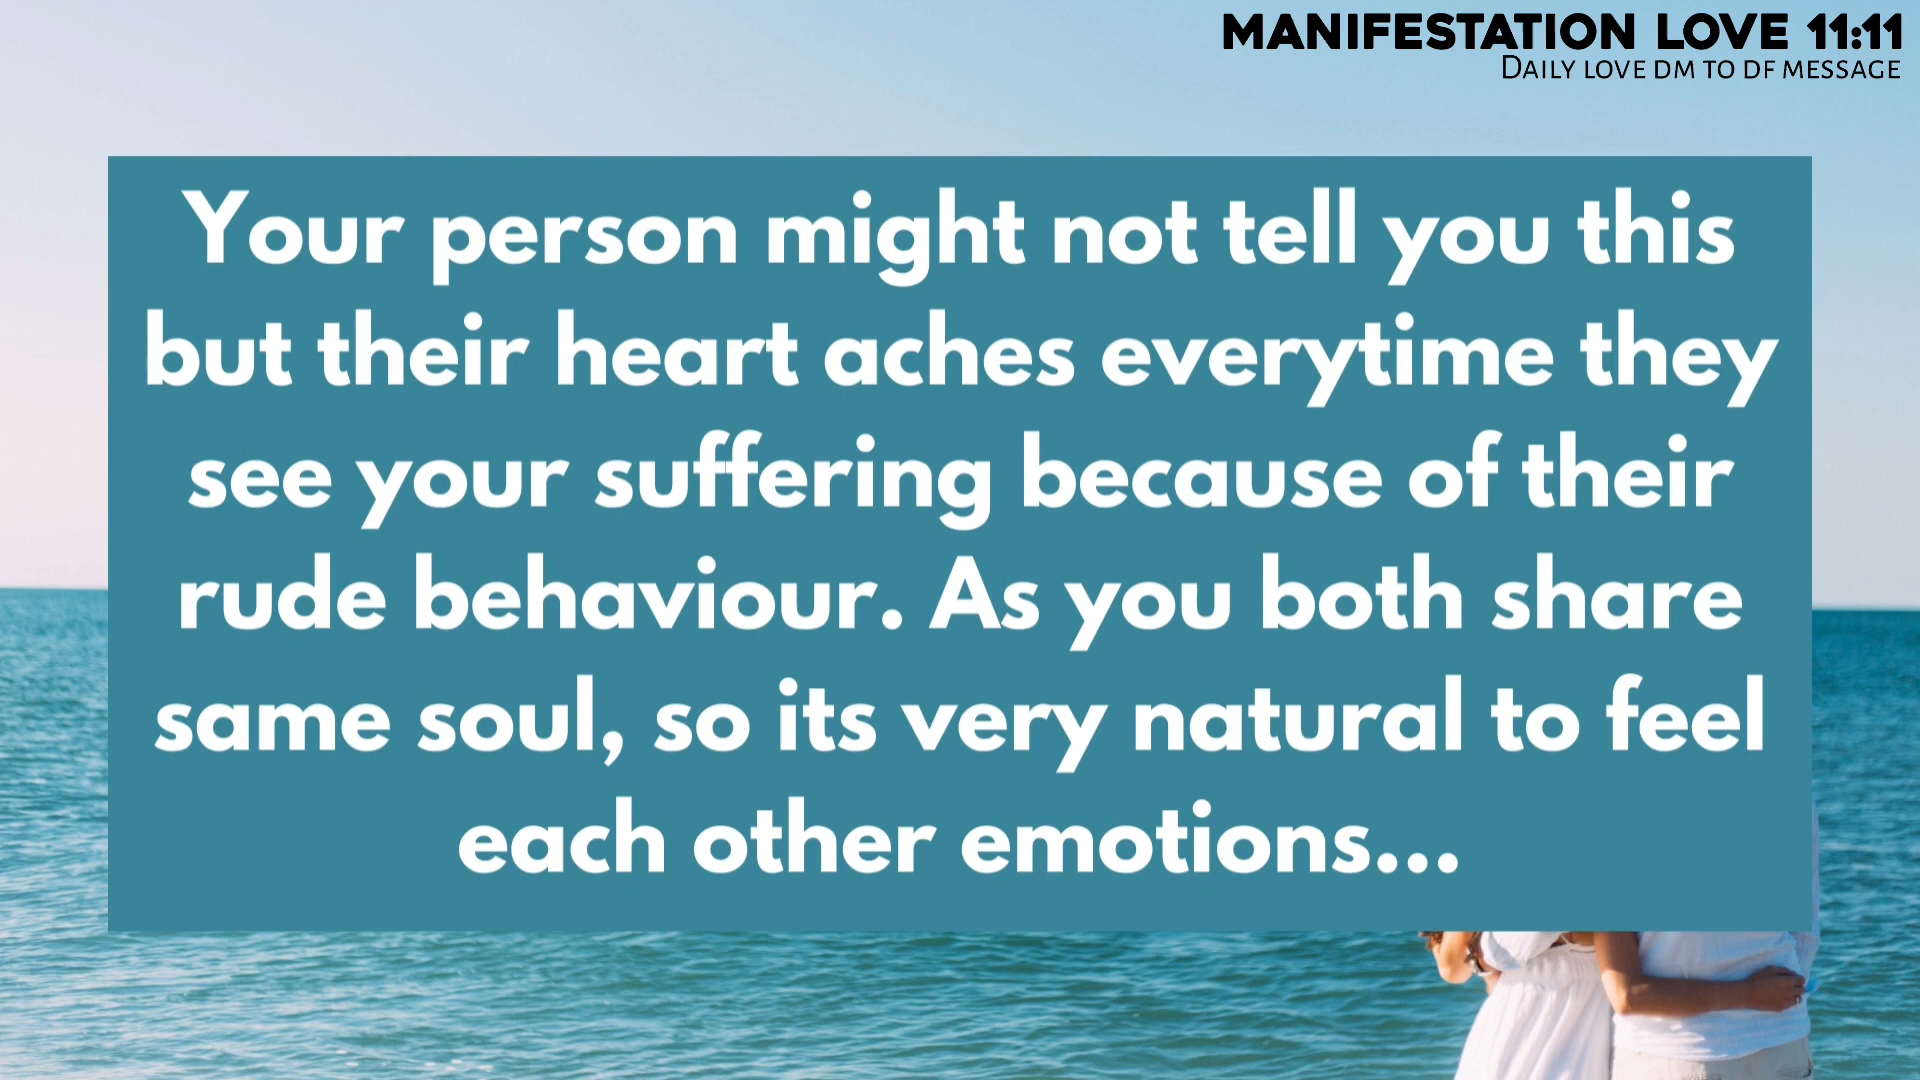 MANIFESTATION LOVE 11:11
DAILY LOVE DM TO DF MESSAGE
Your person might not tell you this
but their heart aches everytime they
see your suffering because of their
rude behaviour. As you both share
same soul, so its very natural to feel
each other emotions...